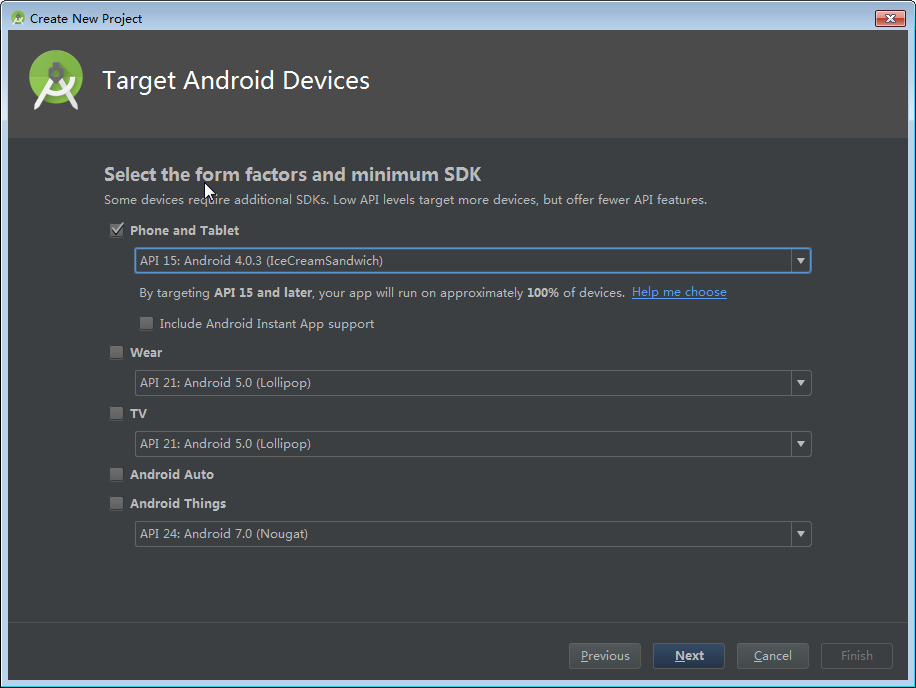 Create New Project
Target Android Devices
Select the form factors and minimum SDK
Some devices require additional SDKs. Low API levels target more devices, but offer fewer API features.
Phone and Tablet
API 15: Android 4.0.3 (IceCreamSandwich)
By targeting API 15 and later, your app will run on approximately 100% of devices. Help me choose
Include Android Instant App support
Wear
API 21: Android 5.0 (Lollipop)
TV
API 21: Android 5.0 (Lollipop)
Android Auto
Android Things
API 24: Android 7.0 (Nougat)
Previous Next Cancel Finish